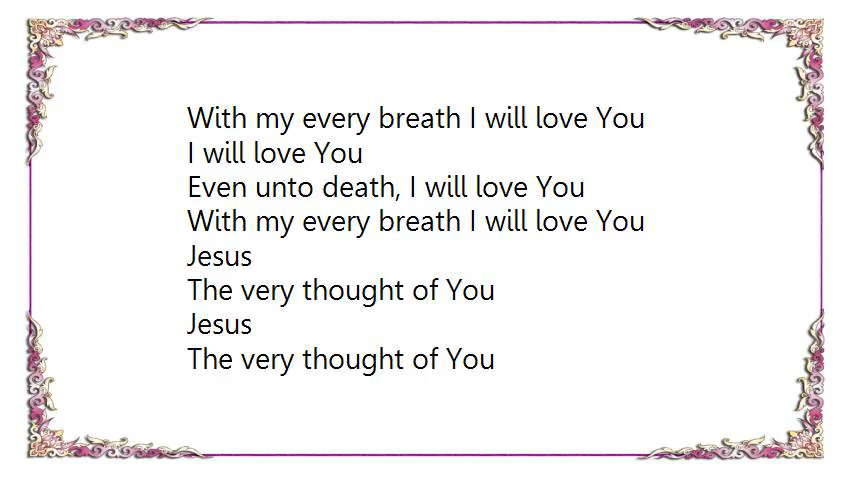 With my every breath I will love You
I will love You
Even unto death, I will love You
With my every breath I will love You
Jesus
The very thought of You
Jesus
The very thought of You